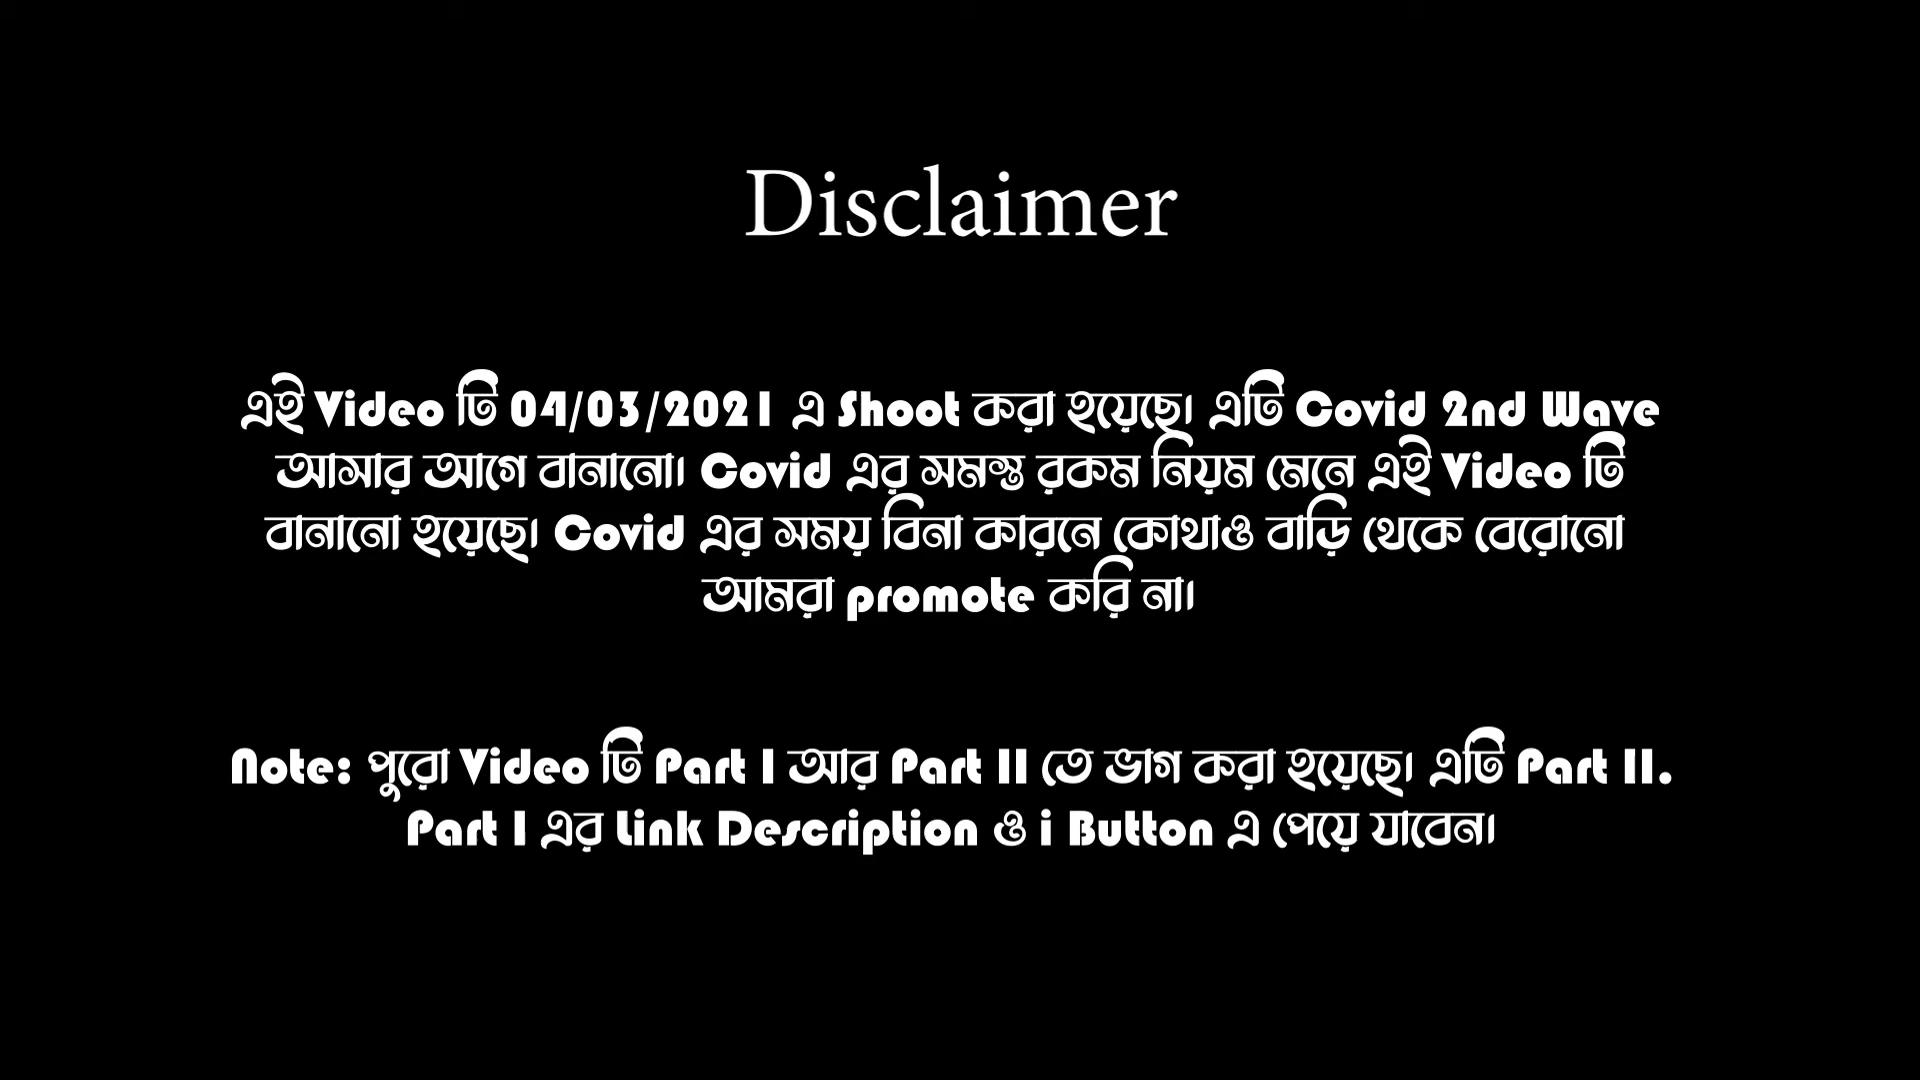 Disclaimer
এই Video টি 04/03/2021 এ Shoot করা হয়েছে। এটি Covid 2nd Wave
আসার আগে বানানো। Covid এর সমস্ত রকম নিয়ম মেনে এই Video টি
বানানো হয়েছে। Covid এর সময় বিনা কারনে কোথাও বাড়ি থেকে বেরোনো
আমরা promote করি না।
Note: পুরো Video টি Part I আর Part II তে ভাগ করা হয়েছে। এটি Part II.
Part I এর Link Description ও i Button এ পেয়ে যাবেন।